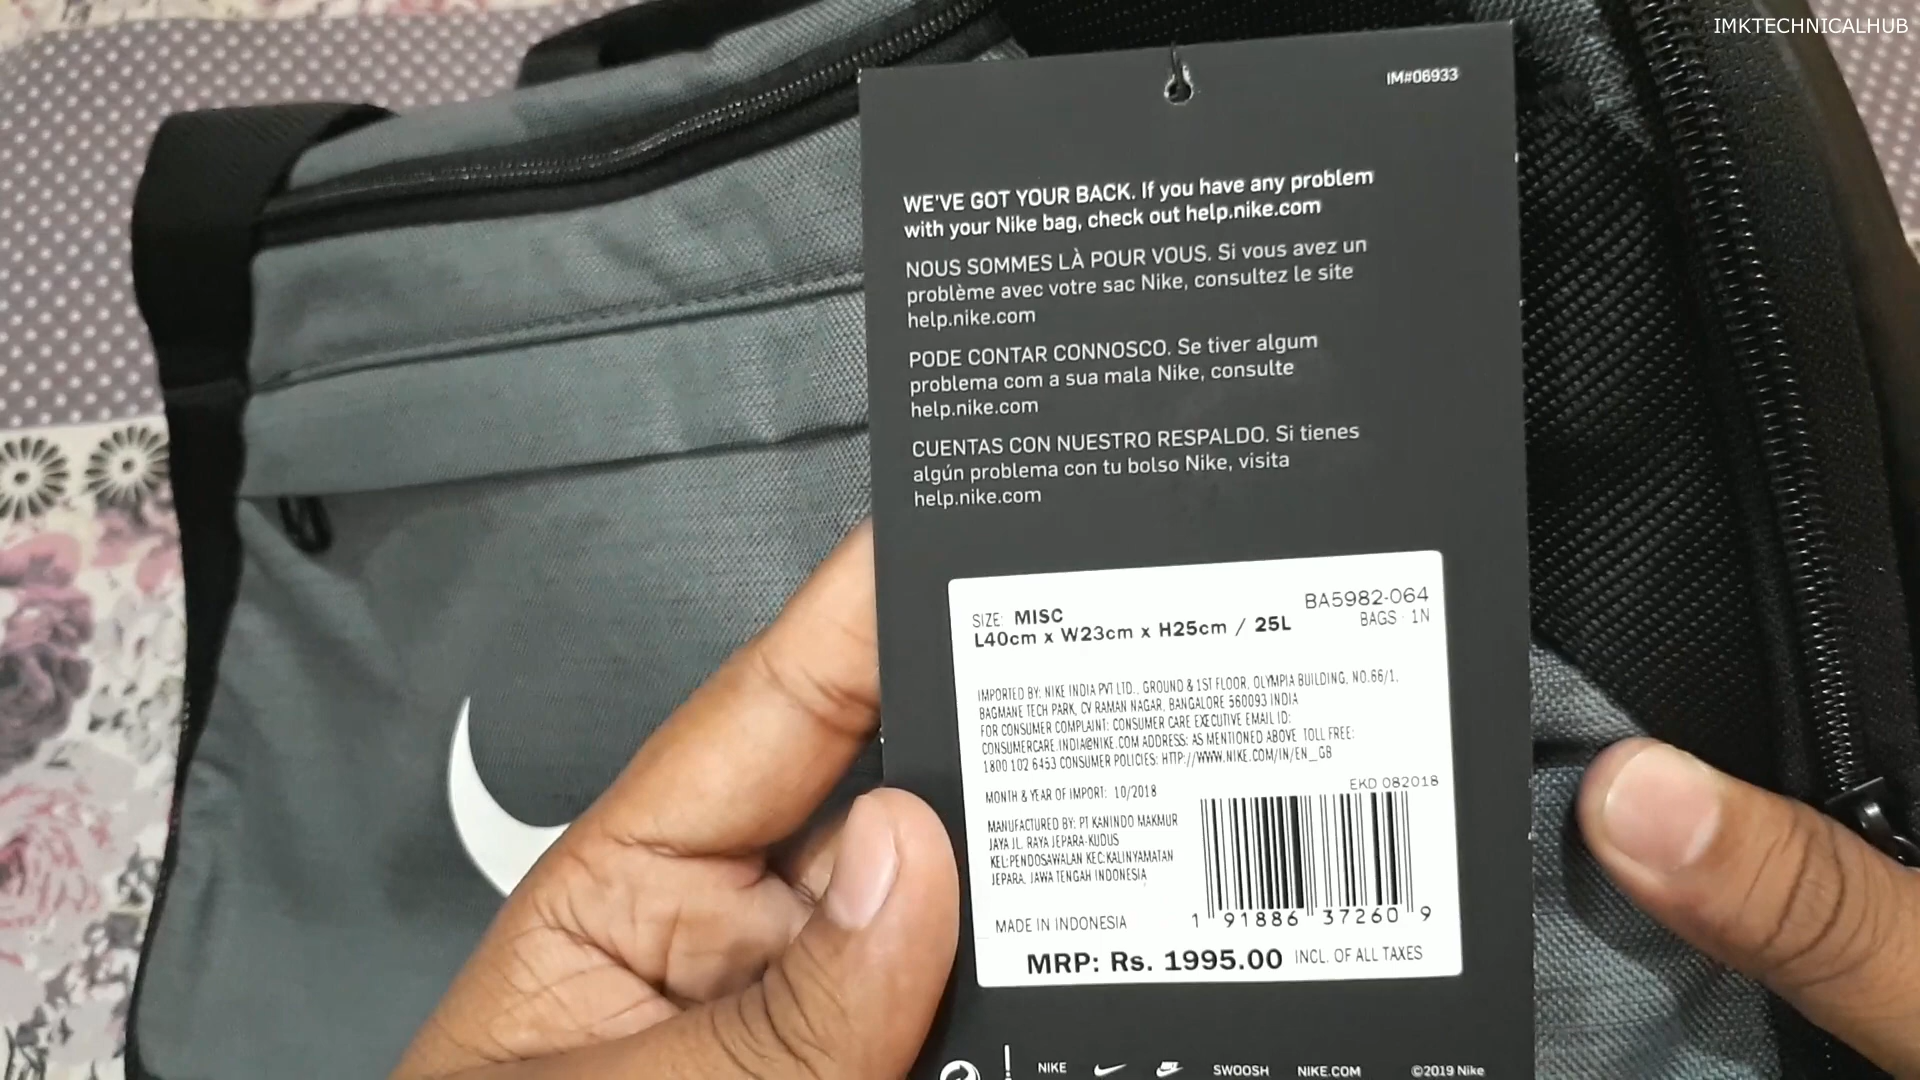 IMKTECHNICALHUB
IM#06933
WE'VE GOT YOUR BACK. If you have any problem
with your Nike bag, check out help.nike.com
NOUS SOMMES LÀ POUR VOUS. Si vous avez un
problème avec votre sac Nike, consultez le site
help.nike.com
PODE CONTAR CONNOSCO. Se tiver algum
problema com a sua mala Nike, consulte
help.nike.com
CUENTAS CON NUESTRO RESPALDO. Si tienes
algún problema con tu bolso Nike, visita
help.nike.com
SIZE: MISC
BA5982-064
L40cm x W23cm x H25cm / 25L
BAGS · 1N
IMPORTED BY: NIKE INDIA PVT LTD., GROUND & 1ST FLOOR, OLYMPIA BUILDING, NO.66/1,
BAGMANE TECH PARK, CV RAMAN NAGAR, BANGALORE 560093 INDIA
FOR CONSUMER COMPLAINT: CONSUMER CARE EXECUTIVE EMAIL ID:
CONSUMERCARE.INDIA@NIKE.COM ADDRESS: AS MENTIONED ABOVE TOLL FREE:
1800 102 6453 CONSUMER POLICIES: HTTP://WWW.NIKE.COM/IN/EN_GB
MONTH & YEAR OF IMPORT: 10/2018
EKD 082018
MANUFACTURED BY: PT KANINDO MAKMUR
JAYA JL. RAYA JEPARA-KUDUS
KEL:PENDOSAWALAN KEC:KALINYAMATAN
JEPARA, JAWA TENGAH INDONESIA
MADE IN INDONESIA
1 91886 37260 9
MRP: Rs. 1995.00 INCL. OF ALL TAXES
NIKE SWOOSH NIKE.COM ©2019 Nike